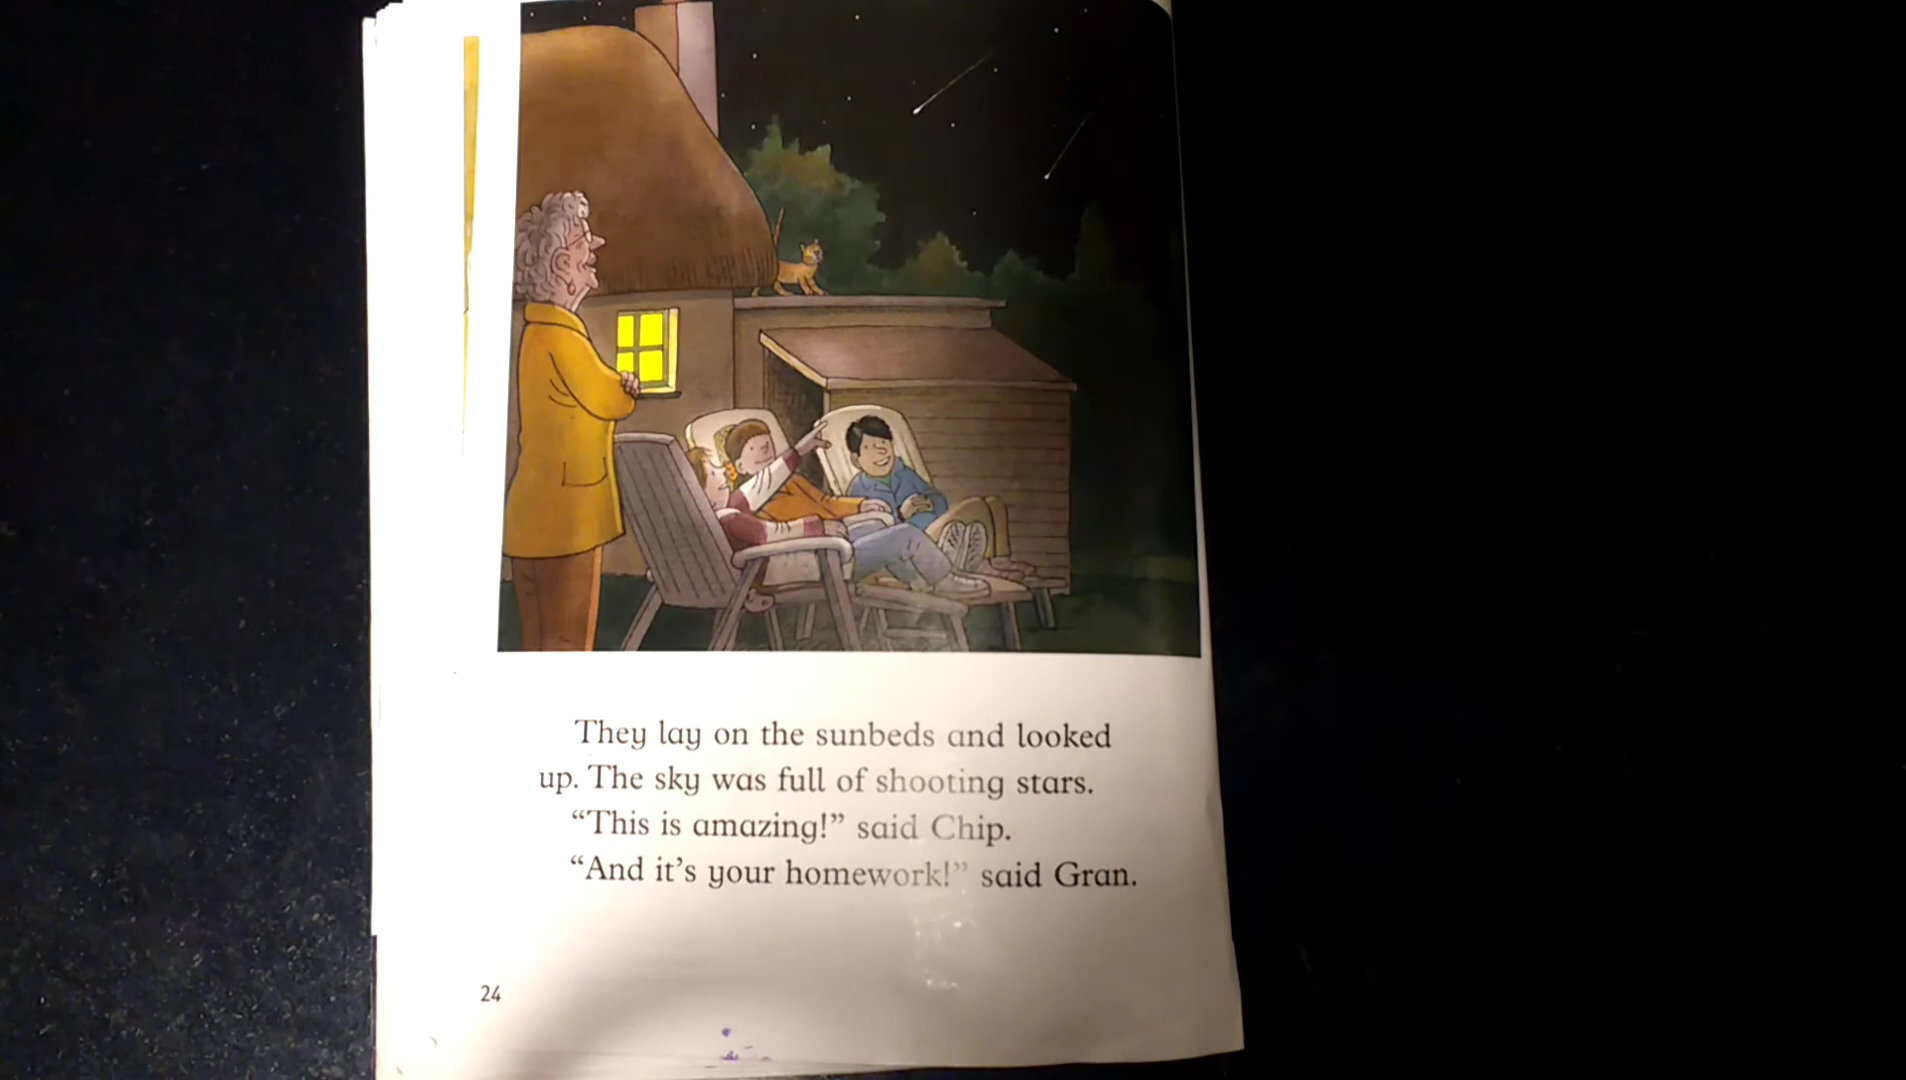 They lay on the sunbeds and looked
up. The sky was full of shooting stars.
“This is amazing!” said Chip.
“And it’s your homework!” said Gran.
24